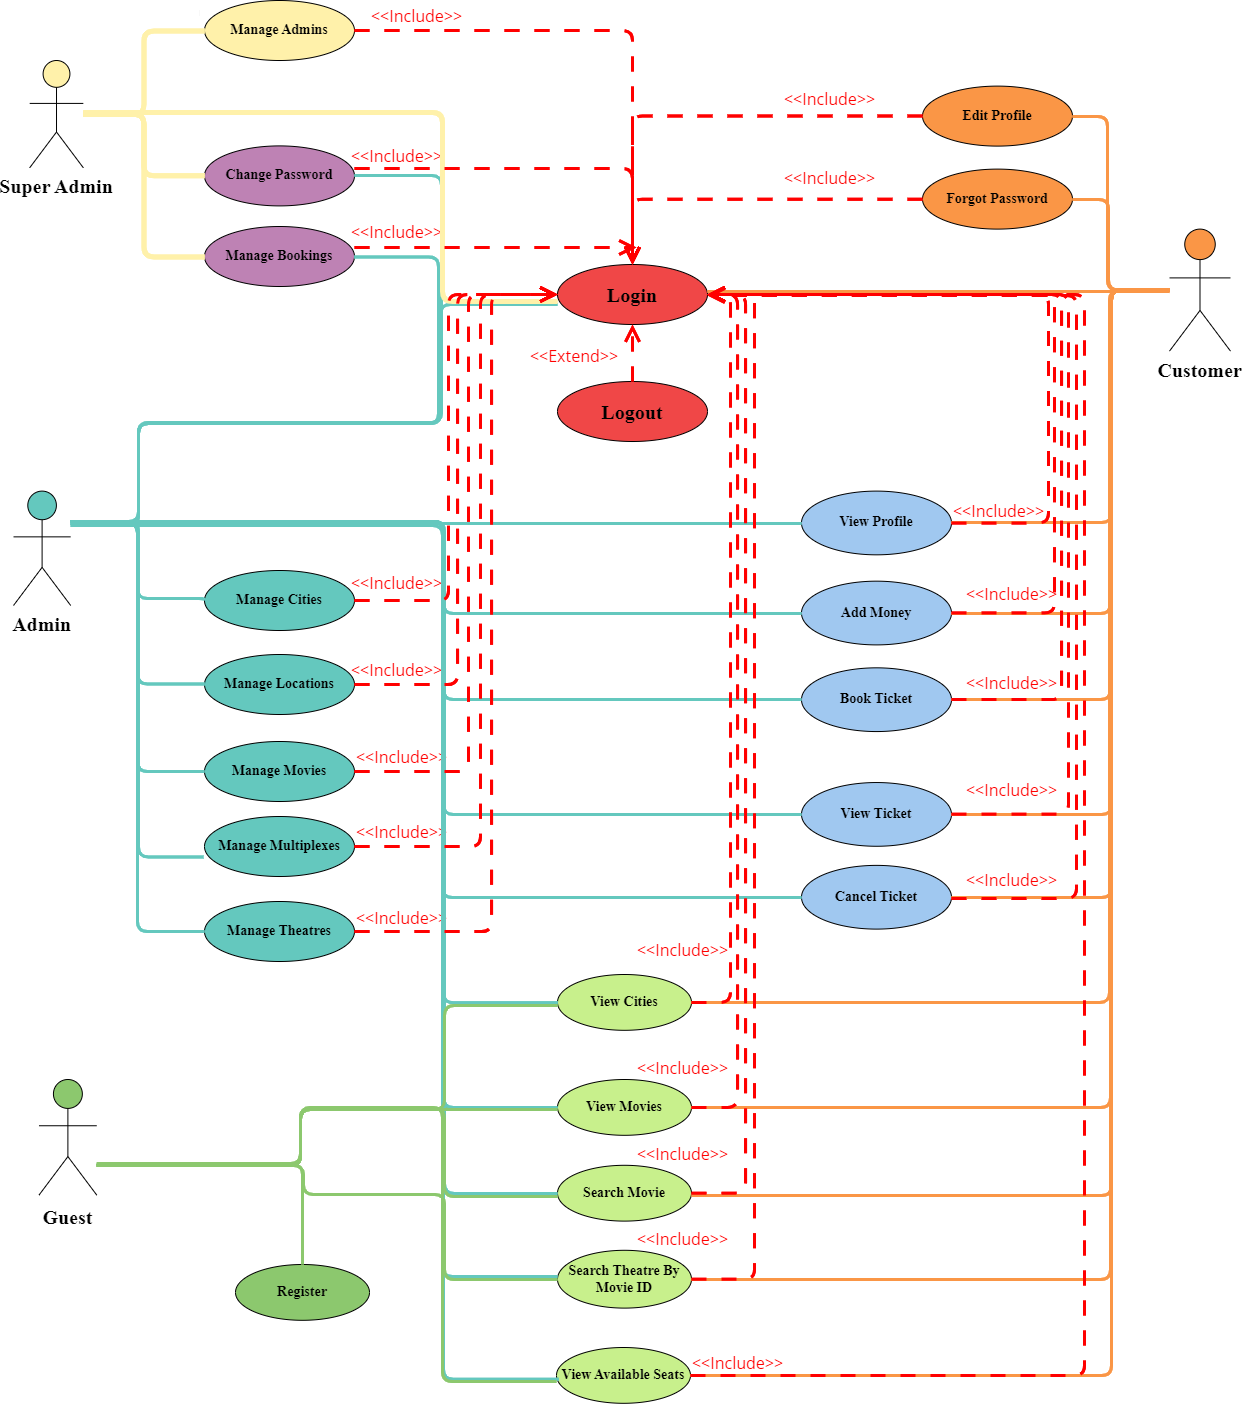 <<Include>>
Manage Admins
<<Include>>
Edit Profile
<<Include>>
Change Password
Super Admin
<<Include>>
Forgot Password
<<Include>>
Manage Bookings
Login
<<Extend>>
Customer
Logout
<<Include>>
View Profile
<<Include>>
Manage Cities
<<Include>>
Add Money
Admin
<<Include>>
Manage Locations
<<Include>>
Book Ticket
<<Include>>
Manage Movies
<<Include>>
View Ticket
<<Include>>
Manage Multiplexes
<<Include>>
Cancel Ticket
<<Include>>
Manage Theatres
<<Include>>
View Cities
<<Include>>
View Movies
<<Include>>
Search Movie
Guest
<<Include>>
Search Theatre By
Movie ID
Register
<<Include>>
View Available Seats